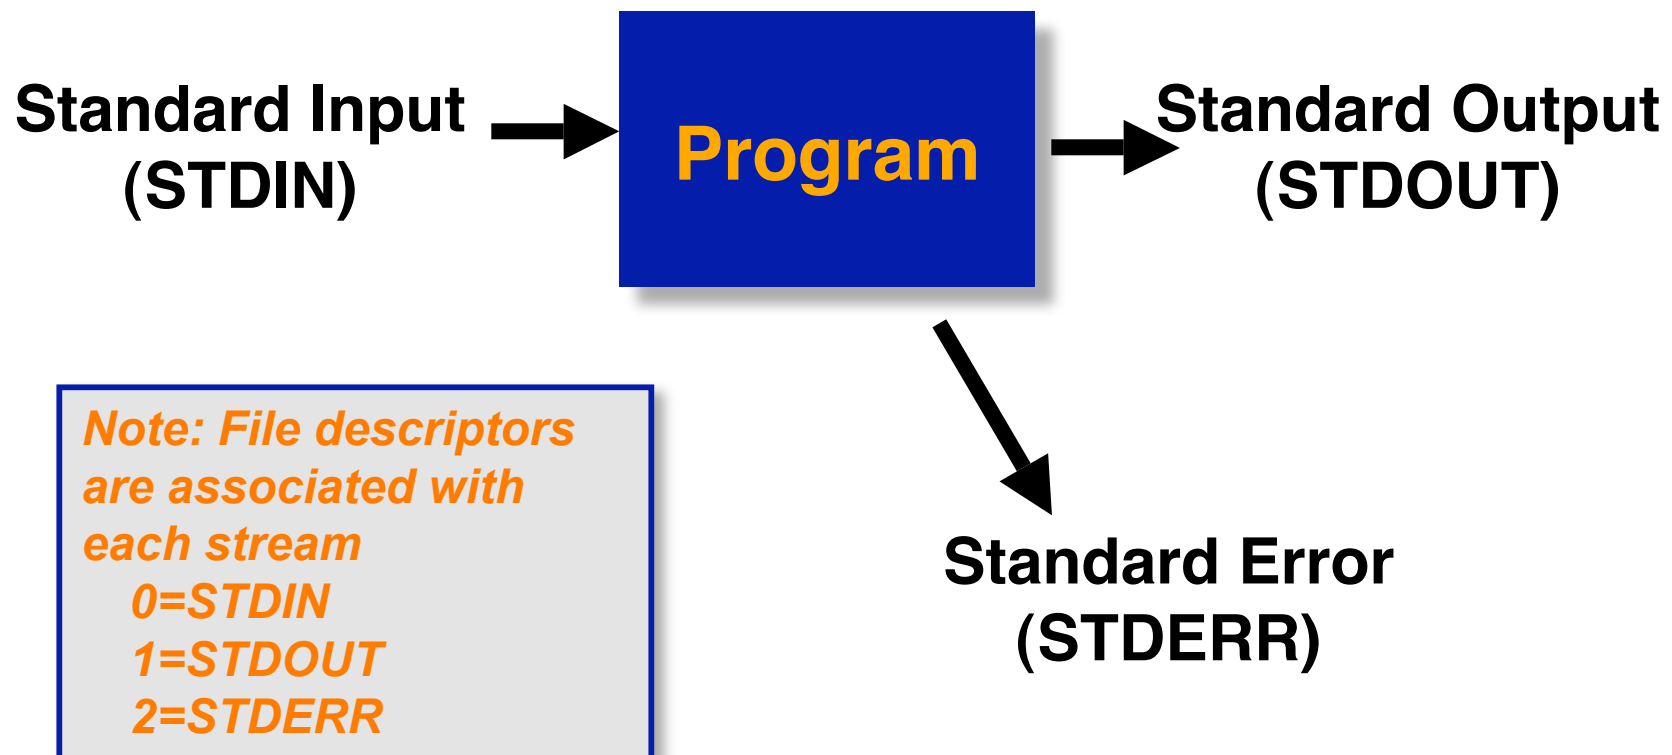 Standard Input
(STDIN)
Program
Standard Output
(STDOUT)
Note: File descriptors
are associated with
each stream
0=STDIN
1=STDOUT
2=STDERR
Standard Error
(STDERR)